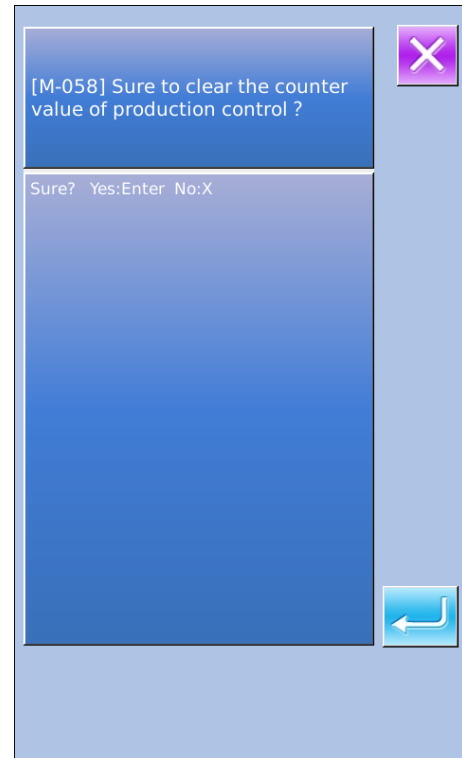 [M-058] Sure to clear the counter
value of production control ?
Sure? Yes:Enter No:X